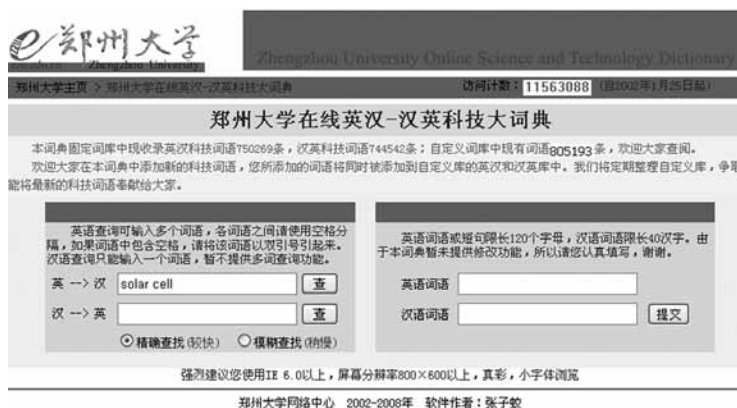 郑州大学
Zhengzhou University
Zhengzhou University Online Science and Technology Dictionary
郑州大学主页 > 郑州大学在线英汉-汉英科技大词典
访问计数：11563088 (自2002年1月25日起)
郑州大学在线英汉-汉英科技大词典
本词典固定词库中现收录英汉科技词语750269条，汉英科技词语744542条；自定义词库中现有词语805193条，欢迎大家查阅。
欢迎大家在本词典中添加新的科技词语，您所添加的词语将同时被添加到自定义库的英汉和汉英库中。我们将定期整理自定义库，争取
能将最新的科技词语奉献给大家。
英语查询可输入多个词语，各词语之间请使用空格分
隔，如果词语中包含空格，请将该词语以双引号引起来。
汉语查询只能输入一个词语，暂不提供多词查询功能。
英 --> 汉 solar cell 查
汉 --> 英 查
精确查找(较快) 模糊查找(稍慢)
英语词语或短句限长120个字母，汉语词语限长40汉字。由
于本词典暂未提供修改功能，所以请您认真填写，谢谢。
英语词语
汉语词语 提交
强烈建议您使用IE 6.0以上，屏幕分辨率800×600以上，真彩，小字体浏览
郑州大学网络中心 2002-2008年 软件作者：张子蛟